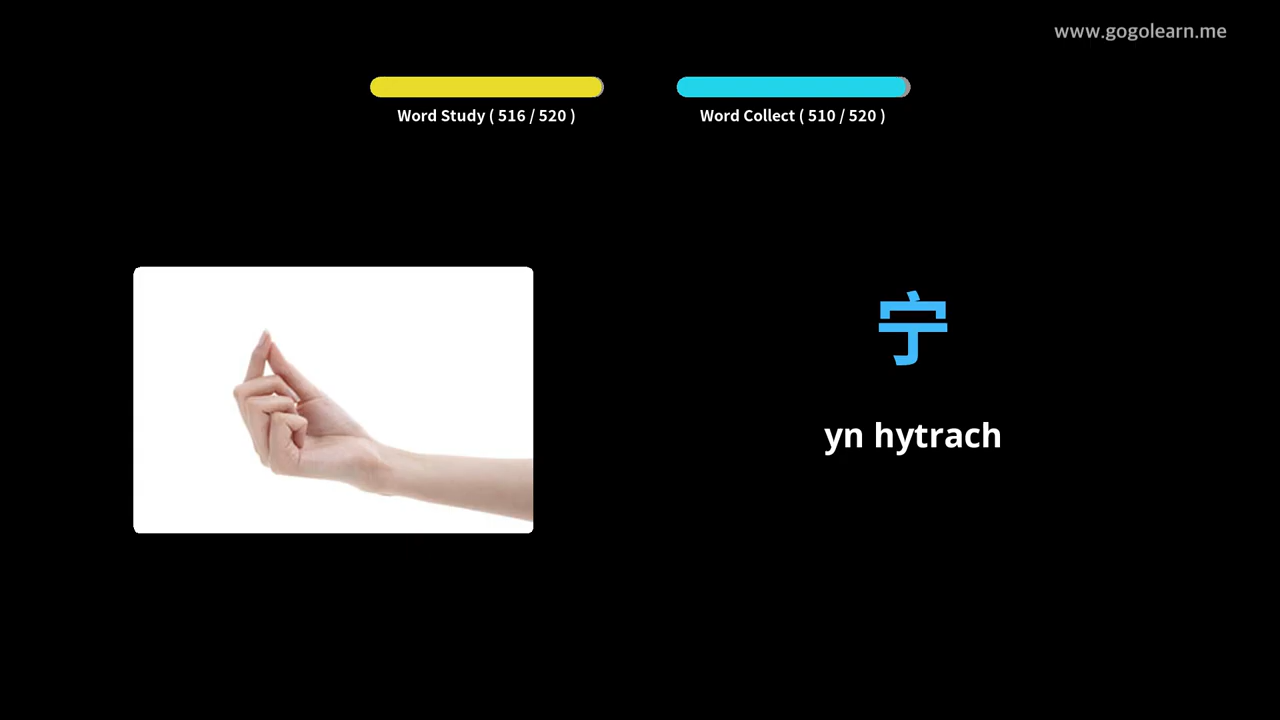 www.gogolearn.me
Word Study ( 516 / 520 )
Word Collect ( 510 / 520 )
宁
yn hytrach